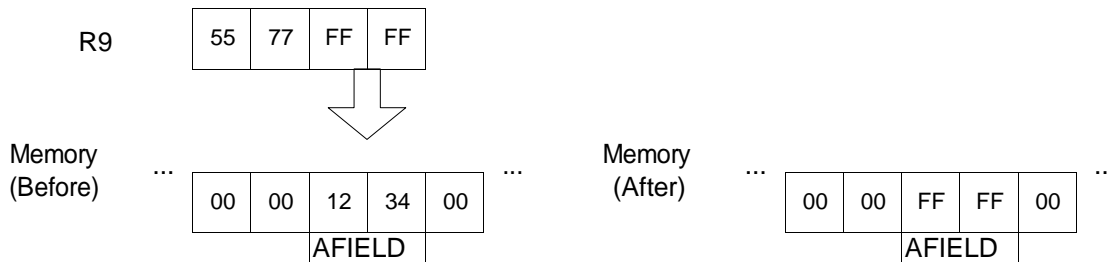 R9 55 77 FF FF
Memory (Before) ... 00 00 12 34 00 ...
AFIELD
Memory (After) ... 00 00 FF FF 00 ..
AFIELD